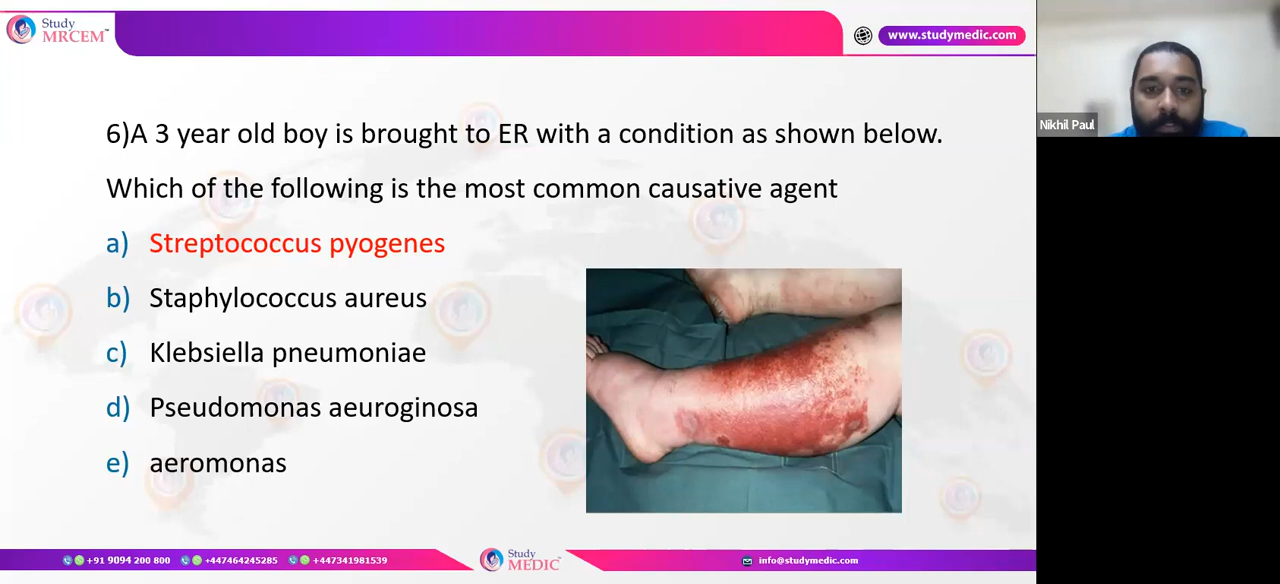 Study
MRCEM™
www.studymedic.com
Nikhil Paul
6)A 3 year old boy is brought to ER with a condition as shown below.
Which of the following is the most common causative agent
a) Streptococcus pyogenes
b) Staphylococcus aureus
c) Klebsiella pneumoniae
d) Pseudomonas aeuroginosa
e) aeromonas
+91 9094 200 800 +447464245285 +447341981539
Study
MEDIC™
info@studymedic.com